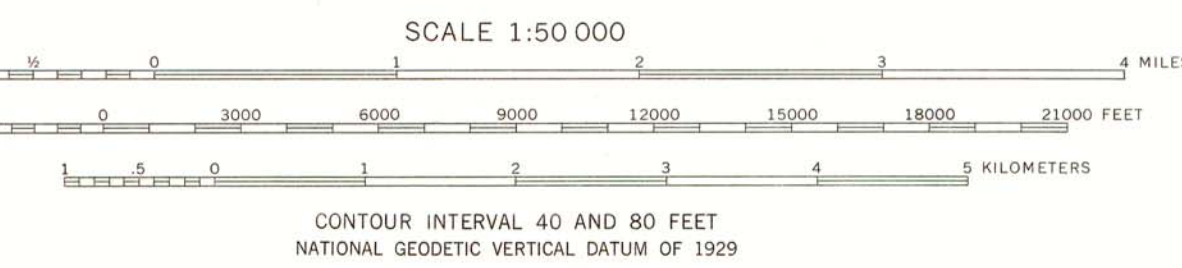 SCALE 1:50 000
½ 0 1 2 3 4 MILES
0 3000 6000 9000 12000 15000 18000 21000 FEET
1 .5 0 1 2 3 4 5 KILOMETERS
CONTOUR INTERVAL 40 AND 80 FEET
NATIONAL GEODETIC VERTICAL DATUM OF 1929